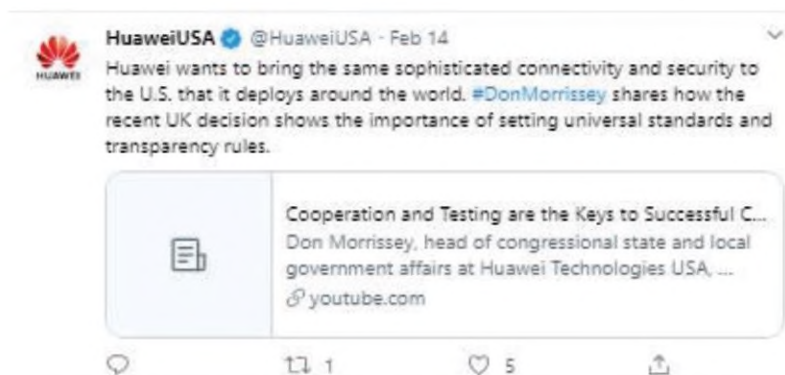 HuaweiUSA @HuaweiUSA · Feb 14
HUAWEI
Huawei wants to bring the same sophisticated connectivity and security to
the U.S. that it deploys around the world. #DonMorrissey shares how the
recent UK decision shows the importance of setting universal standards and
transparency rules.
Cooperation and Testing are the Keys to Successful C...
Don Morrissey, head of congressional state and local
government affairs at Huawei Technologies USA, ...
youtube.com
1 5